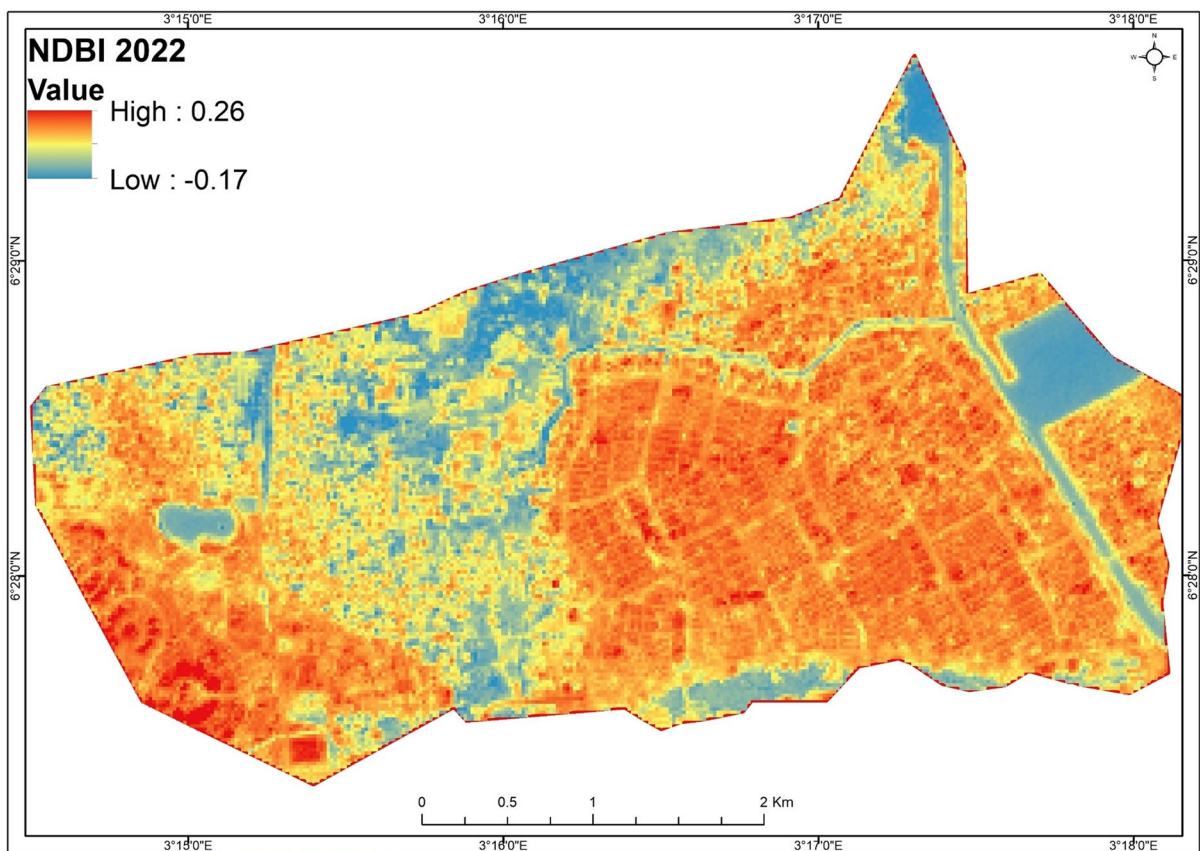 3°15'0"E 3°16'0"E 3°17'0"E 3°18'0"E
NDBI 2022
Value
High : 0.26
Low : -0.17
N
W E
S
6°29'0"N 6°29'0"N
6°28'0"N 6°28'0"N
0 0.5 1 2 Km
3°15'0"E 3°16'0"E 3°17'0"E 3°18'0"E